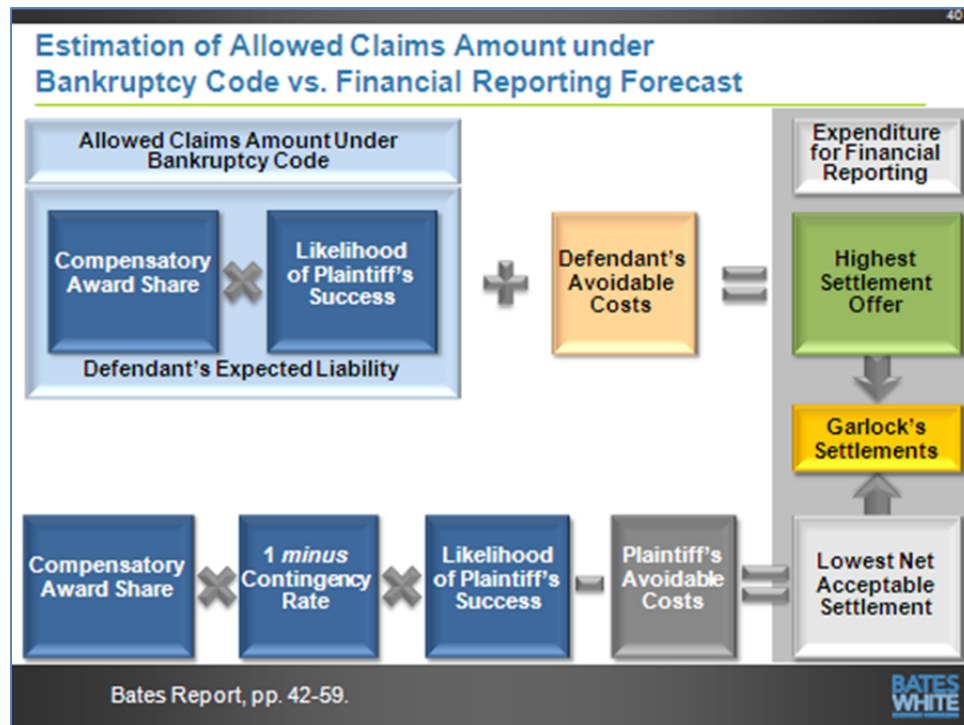 40
Estimation of Allowed Claims Amount under
Bankruptcy Code vs. Financial Reporting Forecast
Allowed Claims Amount Under
Bankruptcy Code
Expenditure
for Financial
Reporting
Compensatory
Award Share
Likelihood
of Plaintiff's
Success
Defendant's
Avoidable
Costs
Highest
Settlement
Offer
Defendant's Expected Liability
Garlock's
Settlements
Compensatory
Award Share
1 minus
Contingency
Rate
Likelihood
of Plaintiff's
Success
Plaintiff's
Avoidable
Costs
Lowest Net
Acceptable
Settlement
Bates Report, pp. 42-59.
BATES
WHITE